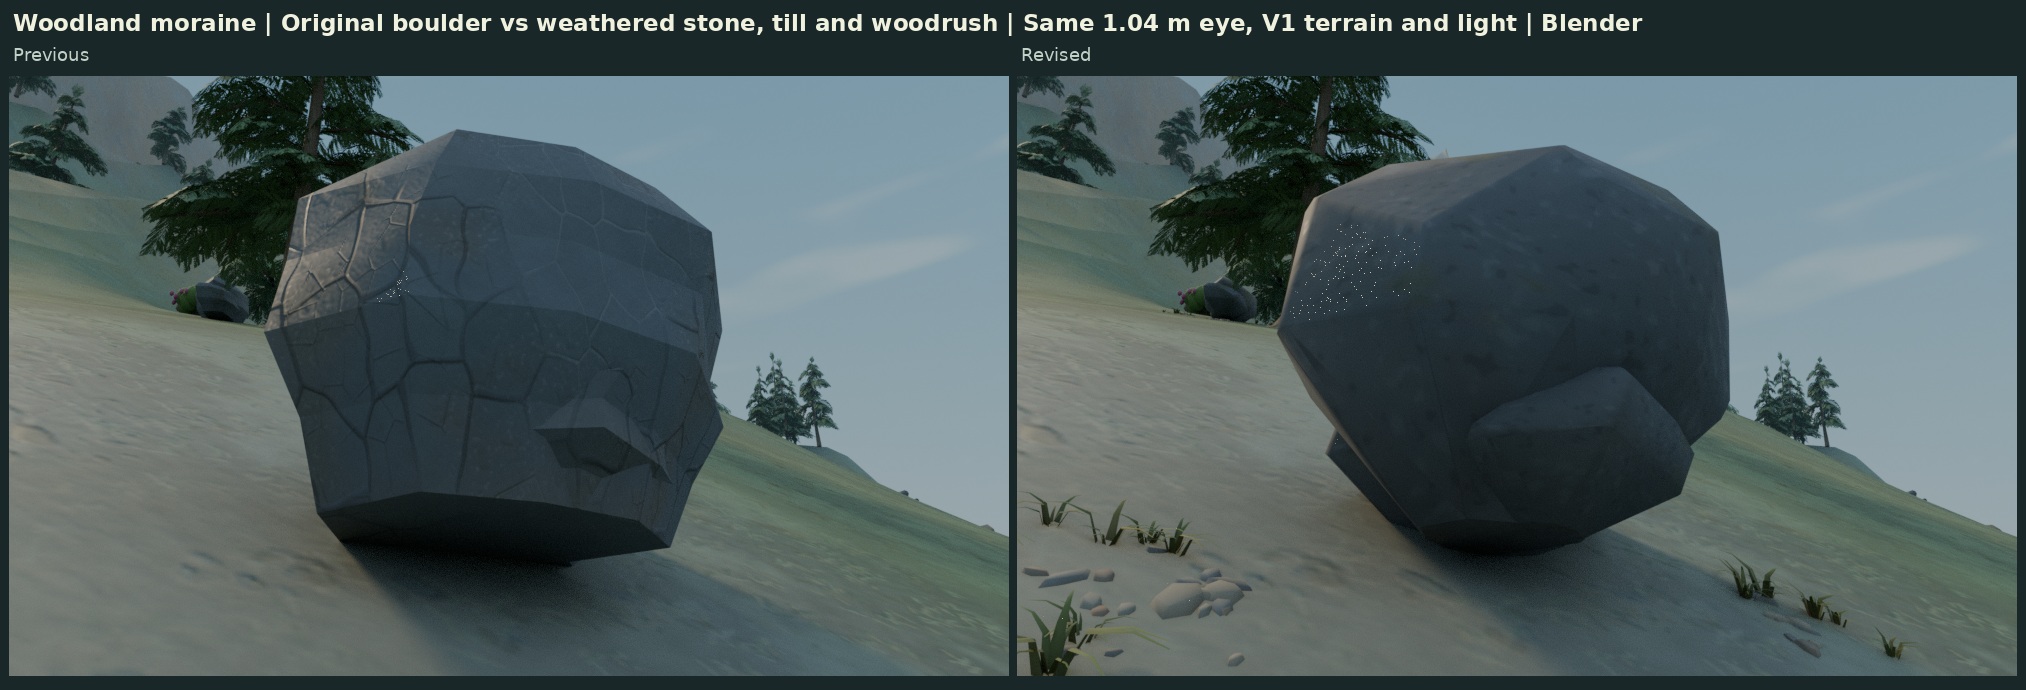 Woodland moraine | Original boulder vs weathered stone, till and woodrush | Same 1.04 m eye, V1 terrain and light | Blender
Previous
Revised